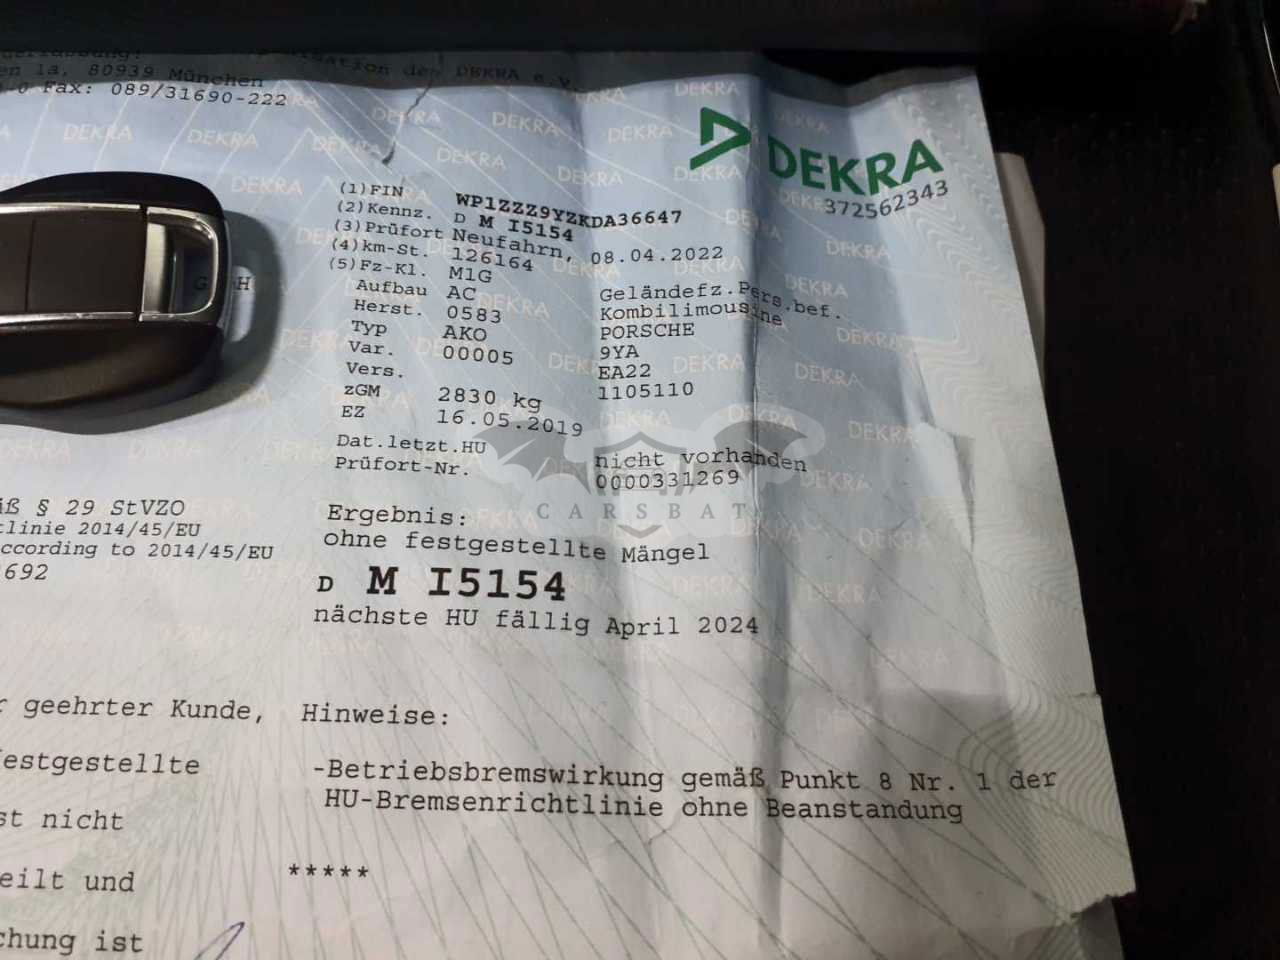 en 1a, 80939 München
-0 Fax: 089/31690-222
DEKRA
372562343
(1)FIN WP1ZZZ9YZKDA36647
(2)Kennz. D M I5154
(3)Prüfort Neufahrn, 08.04.2022
(4)km-St. 126164
(5)Fz-Kl. M1G Geländefz.Pers.bef.
Aufbau AC Kombilimousine
Herst. 0583 PORSCHE
Typ AKO 9YA
Var. 00005 EA22
Vers. 1105110
zGM 2830 kg
EZ 16.05.2019
Dat.letzt.HU nicht vorhanden
Prüfort-Nr. 0000331269
Ergebnis:
ohne festgestellte Mängel
D M I5154
nächste HU fällig April 2024
äß § 29 StVZO
tlinie 2014/45/EU
according to 2014/45/EU
692
G H
CARSBAT
r geehrter Kunde,
festgestellte
st nicht
eilt und
chung ist
Hinweise:
-Betriebsbremswirkung gemäß Punkt 8 Nr. 1 der
HU-Bremsenrichtlinie ohne Beanstandung
*****